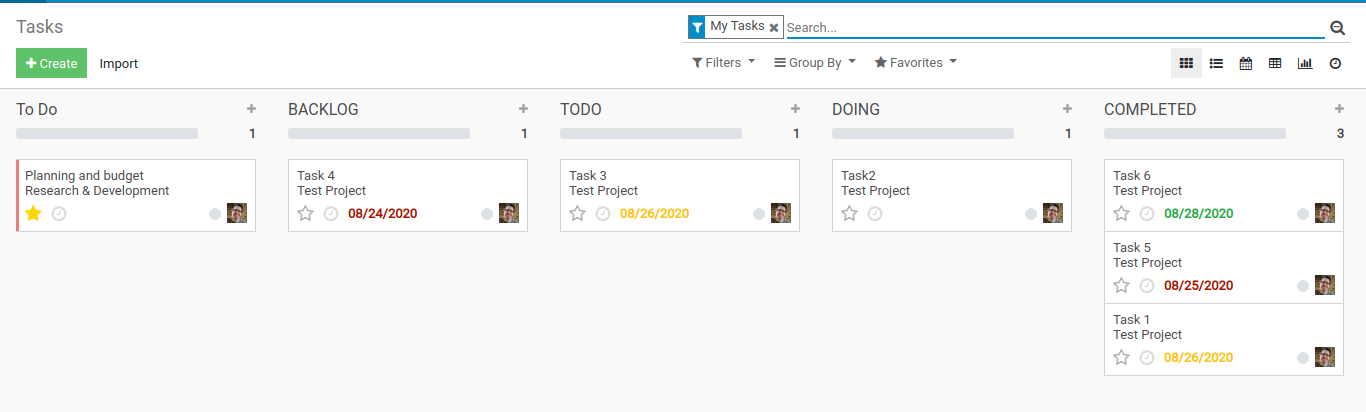 Tasks
My Tasks
Search...
Create
Import
Filters
Group By
Favorites
To Do
1
Planning and budget
Research & Development
BACKLOG
1
Task 4
Test Project
08/24/2020
TODO
1
Task 3
Test Project
08/26/2020
DOING
1
Task2
Test Project
COMPLETED
3
Task 6
Test Project
08/28/2020
Task 5
Test Project
08/25/2020
Task 1
Test Project
08/26/2020